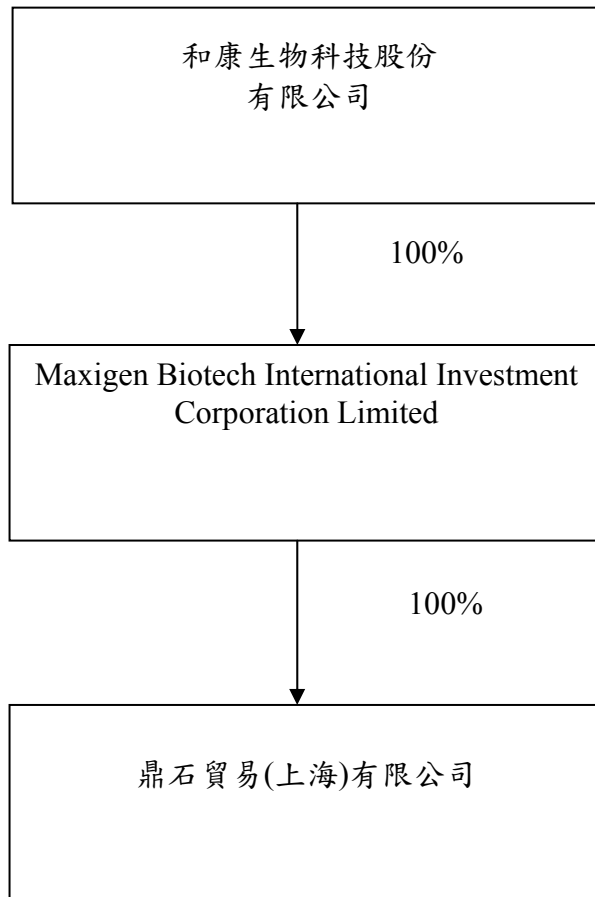 和康生物科技股份
有限公司
100%
Maxigen Biotech International Investment
Corporation Limited
100%
鼎石貿易(上海)有限公司